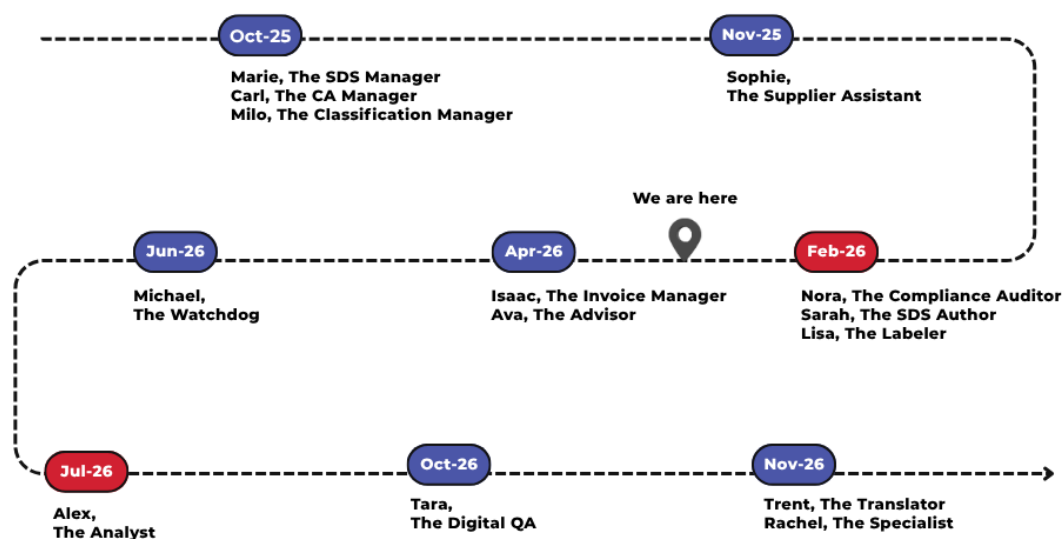 Oct-25
Marie, The SDS Manager
Carl, The CA Manager
Milo, The Classification Manager
Nov-25
Sophie,
The Supplier Assistant
We are here
Feb-26
Nora, The Compliance Auditor
Sarah, The SDS Author
Lisa, The Labeler
Apr-26
Isaac, The Invoice Manager
Ava, The Advisor
Jun-26
Michael,
The Watchdog
Jul-26
Alex,
The Analyst
Oct-26
Tara,
The Digital QA
Nov-26
Trent, The Translator
Rachel, The Specialist